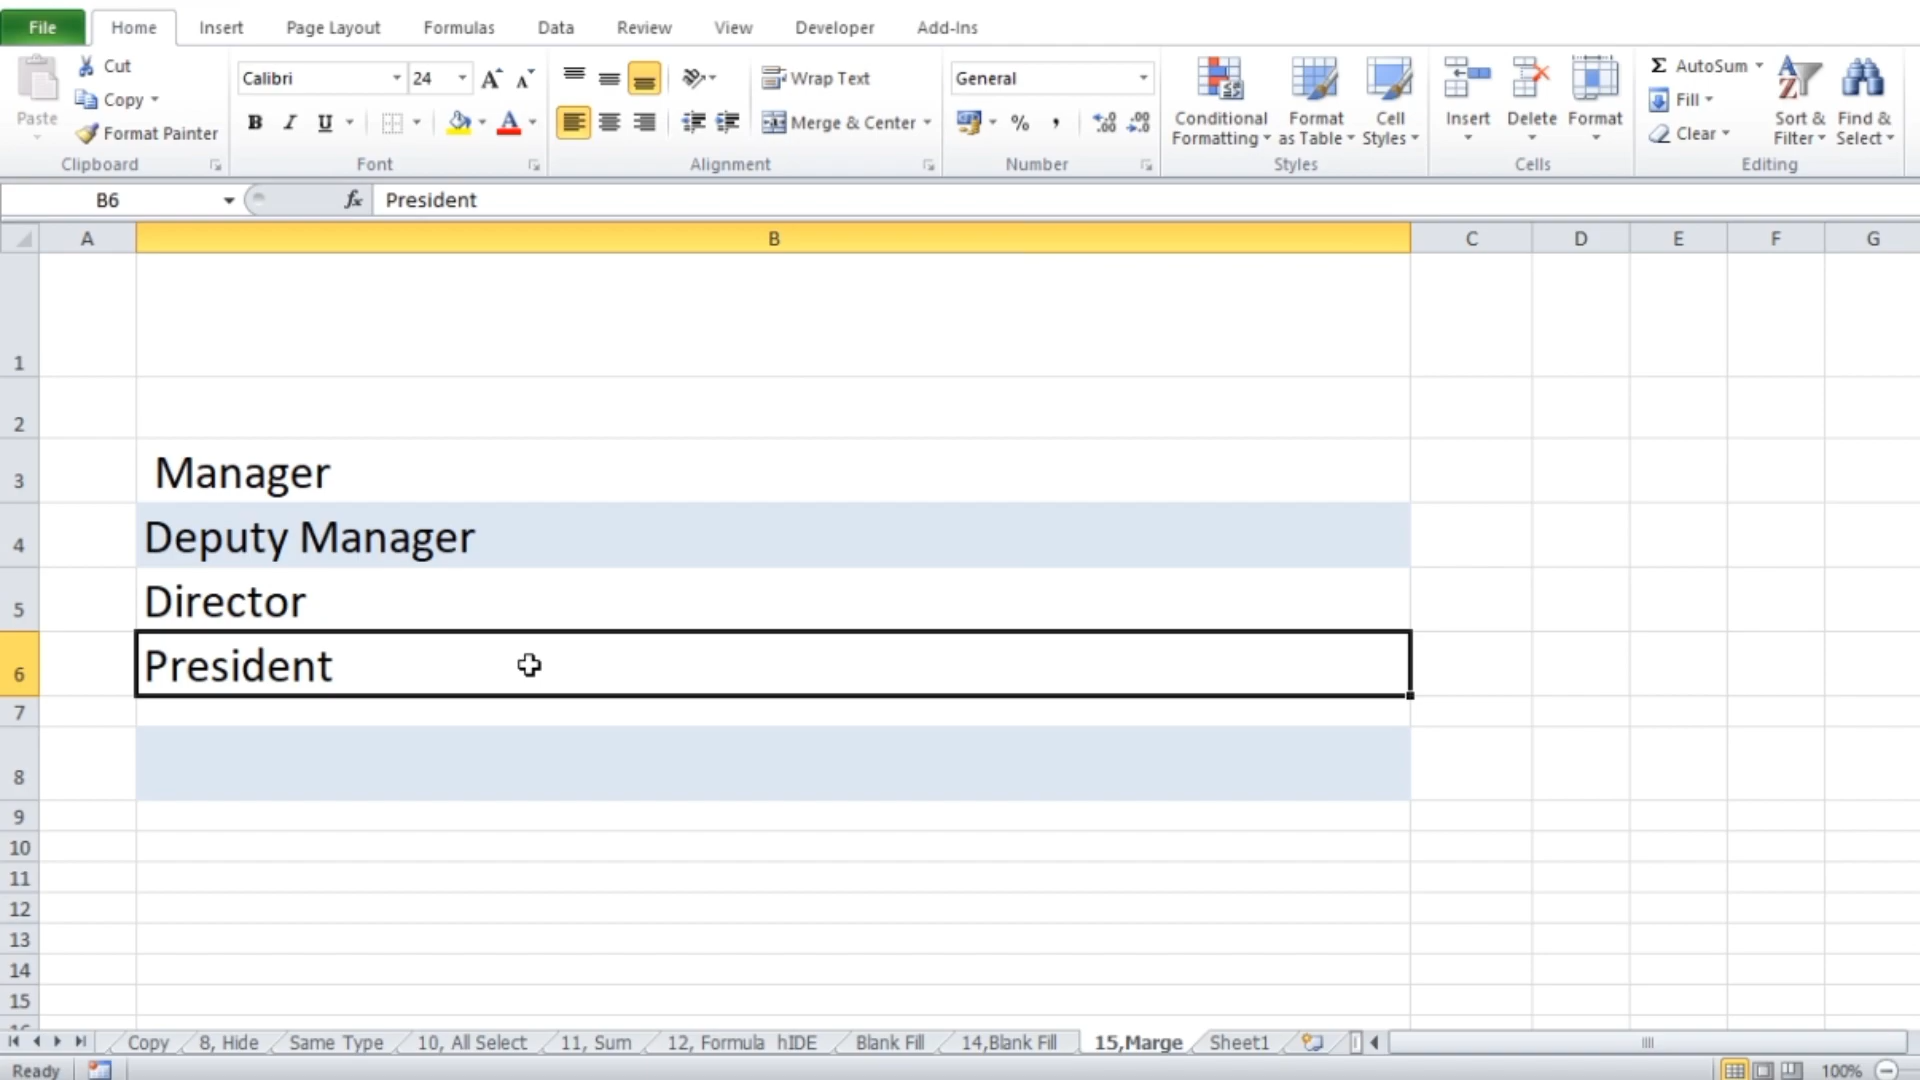 File Home Insert Page Layout Formulas Data Review View Developer Add-Ins
Paste Cut Calibri 24 Wrap Text General Conditional Formatting Format as Table Cell Styles Insert Delete Format Σ AutoSum Sort & Filter Find & Select
Copy Fill
Format Painter B I U A Merge & Center % , Clear
Clipboard Font Alignment Number Styles Cells Editing
B6 fx President
A B C D E F G
1
2
3 Manager
4 Deputy Manager
5 Director
6 President
7
8
9
10
11
12
13
14
15
Copy 8, Hide Same Type 10, All Select 11, Sum 12, Formula hIDE Blank Fill 14,Blank Fill 15,Marge Sheet1
Ready 100%